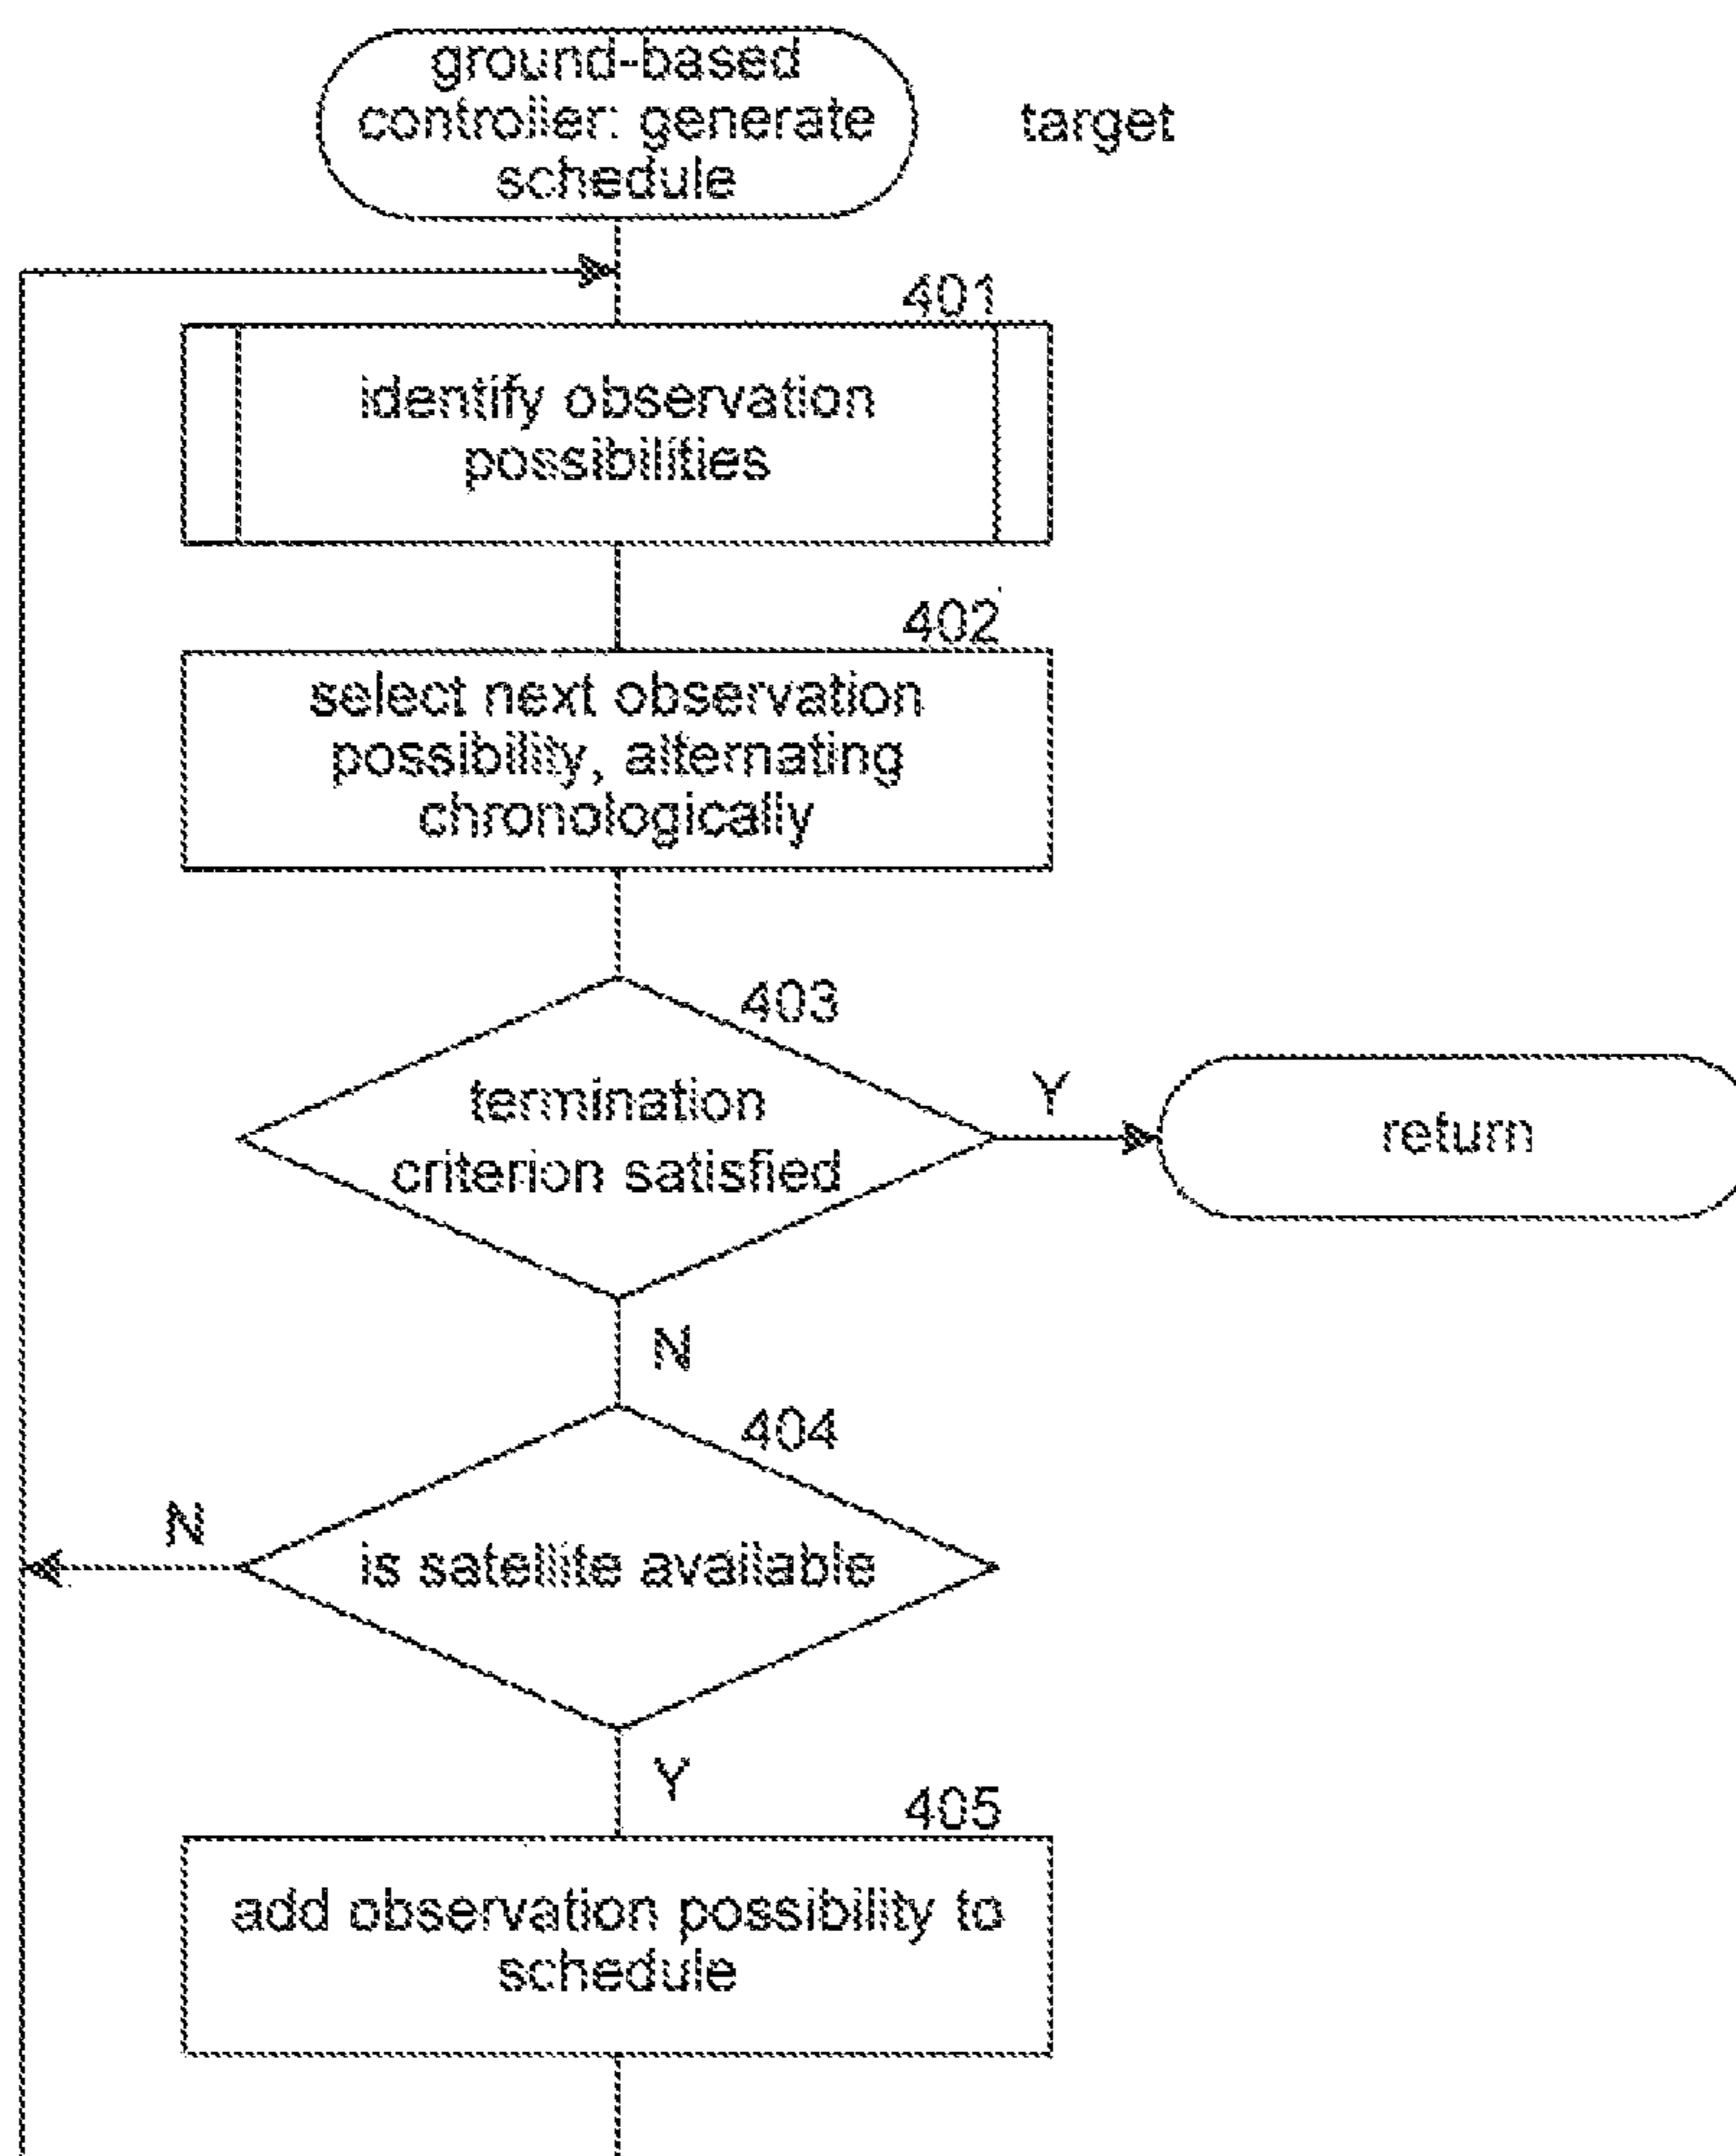 ground-based
controller: generate
schedule
target
401
identify observation
possibilities
402
select next observation
possibility, alternating
chronologically
403
termination
criterion satisfied
Y
return
N
404
is satellite available
N
Y
405
add observation possibility to
schedule